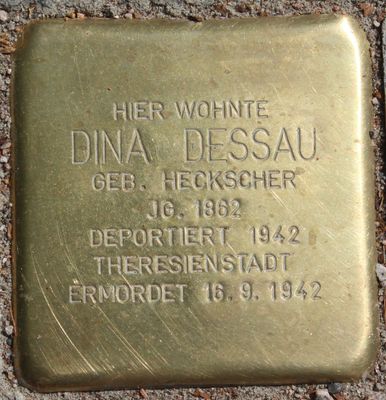 HIER WOHNTE
DINA DESSAU
GEB. HECKSCHER
JG. 1862
DEPORTIERT 1942
THERESIENSTADT
ERMORDET 16.9.1942